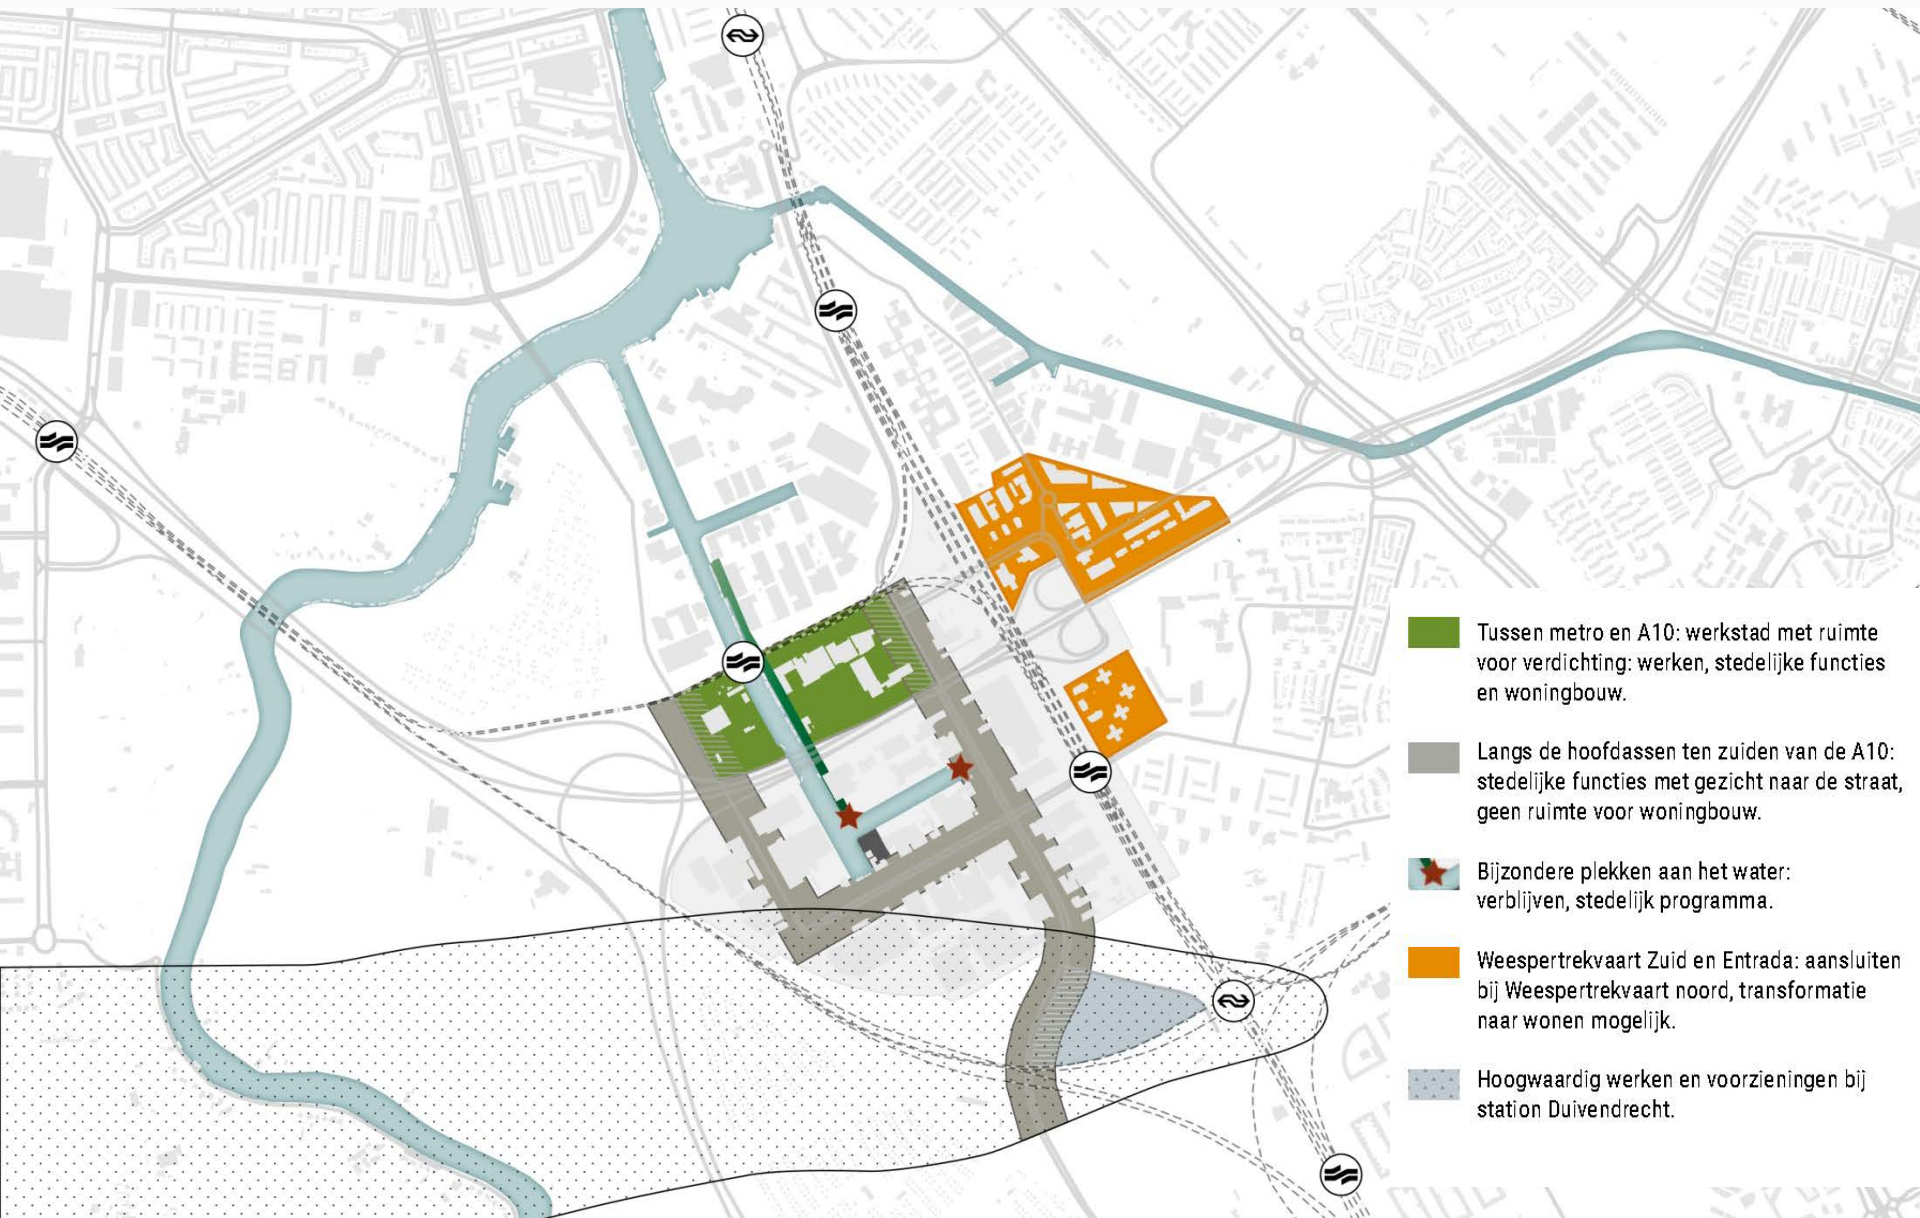 Tussen metro en A10: werkstad met ruimte
voor verdichting: werken, stedelijke functies
en woningbouw.
Langs de hoofdassen ten zuiden van de A10:
stedelijke functies met gezicht naar de straat,
geen ruimte voor woningbouw.
Bijzondere plekken aan het water:
verblijven, stedelijk programma.
Weespertrekvaart Zuid en Entrada: aansluiten
bij Weespertrekvaart noord, transformatie
naar wonen mogelijk.
Hoogwaardig werken en voorzieningen bij
station Duivendrecht.